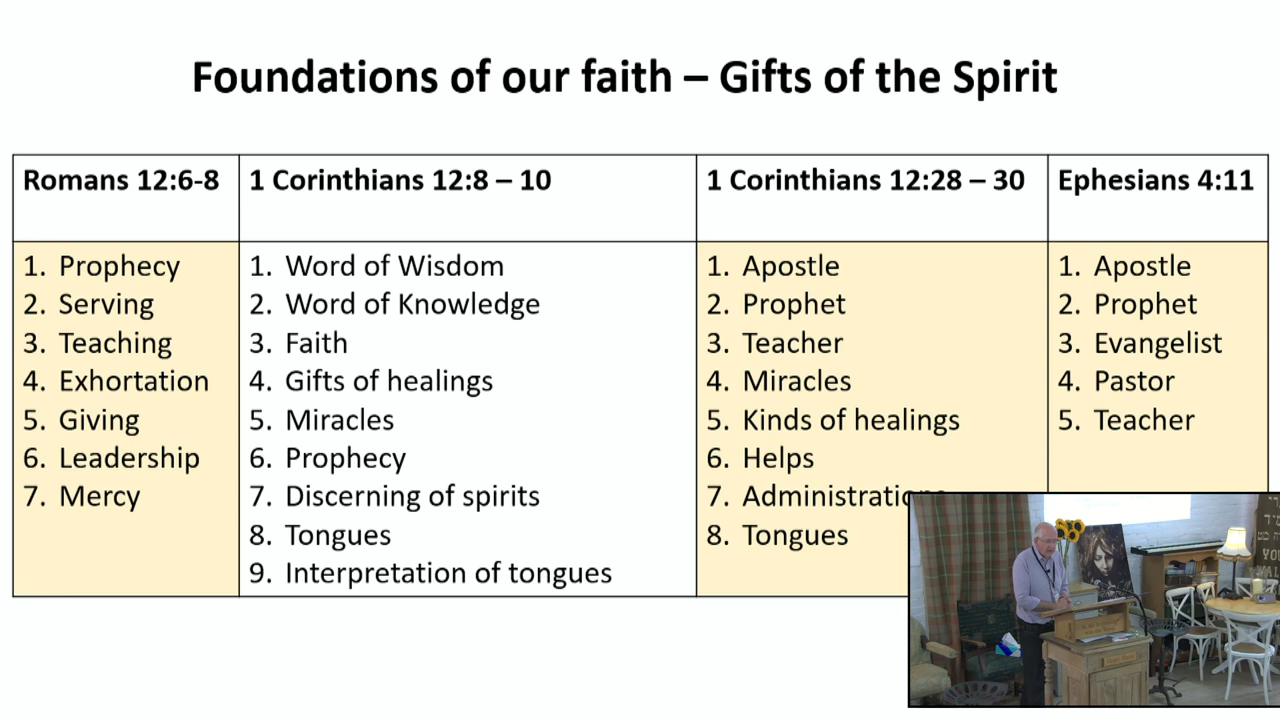 Foundations of our faith – Gifts of the Spirit
Romans 12:6-8
1 Corinthians 12:8 – 10
1 Corinthians 12:28 – 30
Ephesians 4:11
1. Prophecy
2. Serving
3. Teaching
4. Exhortation
5. Giving
6. Leadership
7. Mercy
1. Word of Wisdom
2. Word of Knowledge
3. Faith
4. Gifts of healings
5. Miracles
6. Prophecy
7. Discerning of spirits
8. Tongues
9. Interpretation of tongues
1. Apostle
2. Prophet
3. Teacher
4. Miracles
5. Kinds of healings
6. Helps
7. Administrations
8. Tongues
1. Apostle
2. Prophet
3. Evangelist
4. Pastor
5. Teacher